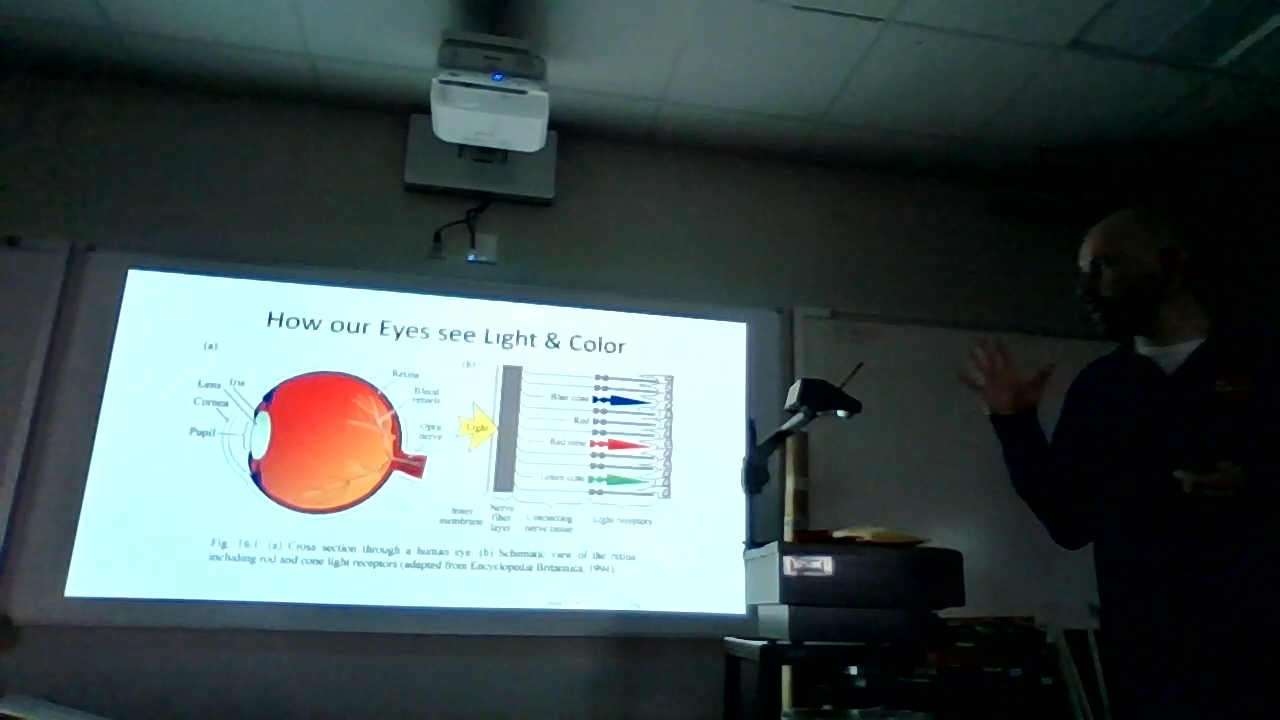 How our Eyes see Light & Color
(a)
(b)
Lens
Iris
Cornea
Pupil
Retina
Blood
vessels
Optic
nerve
Light
Blue cone
Rod
Red cone
Green cone
Inner
membrane
Nerve
fiber
layer
Connecting
nerve tissue
Light receptors
Fig. 16.1. (a) Cross section through a human eye. (b) Schematic view of the retina
including rod and cone light receptors (adapted from Encyclopedia Britannica, 1994).